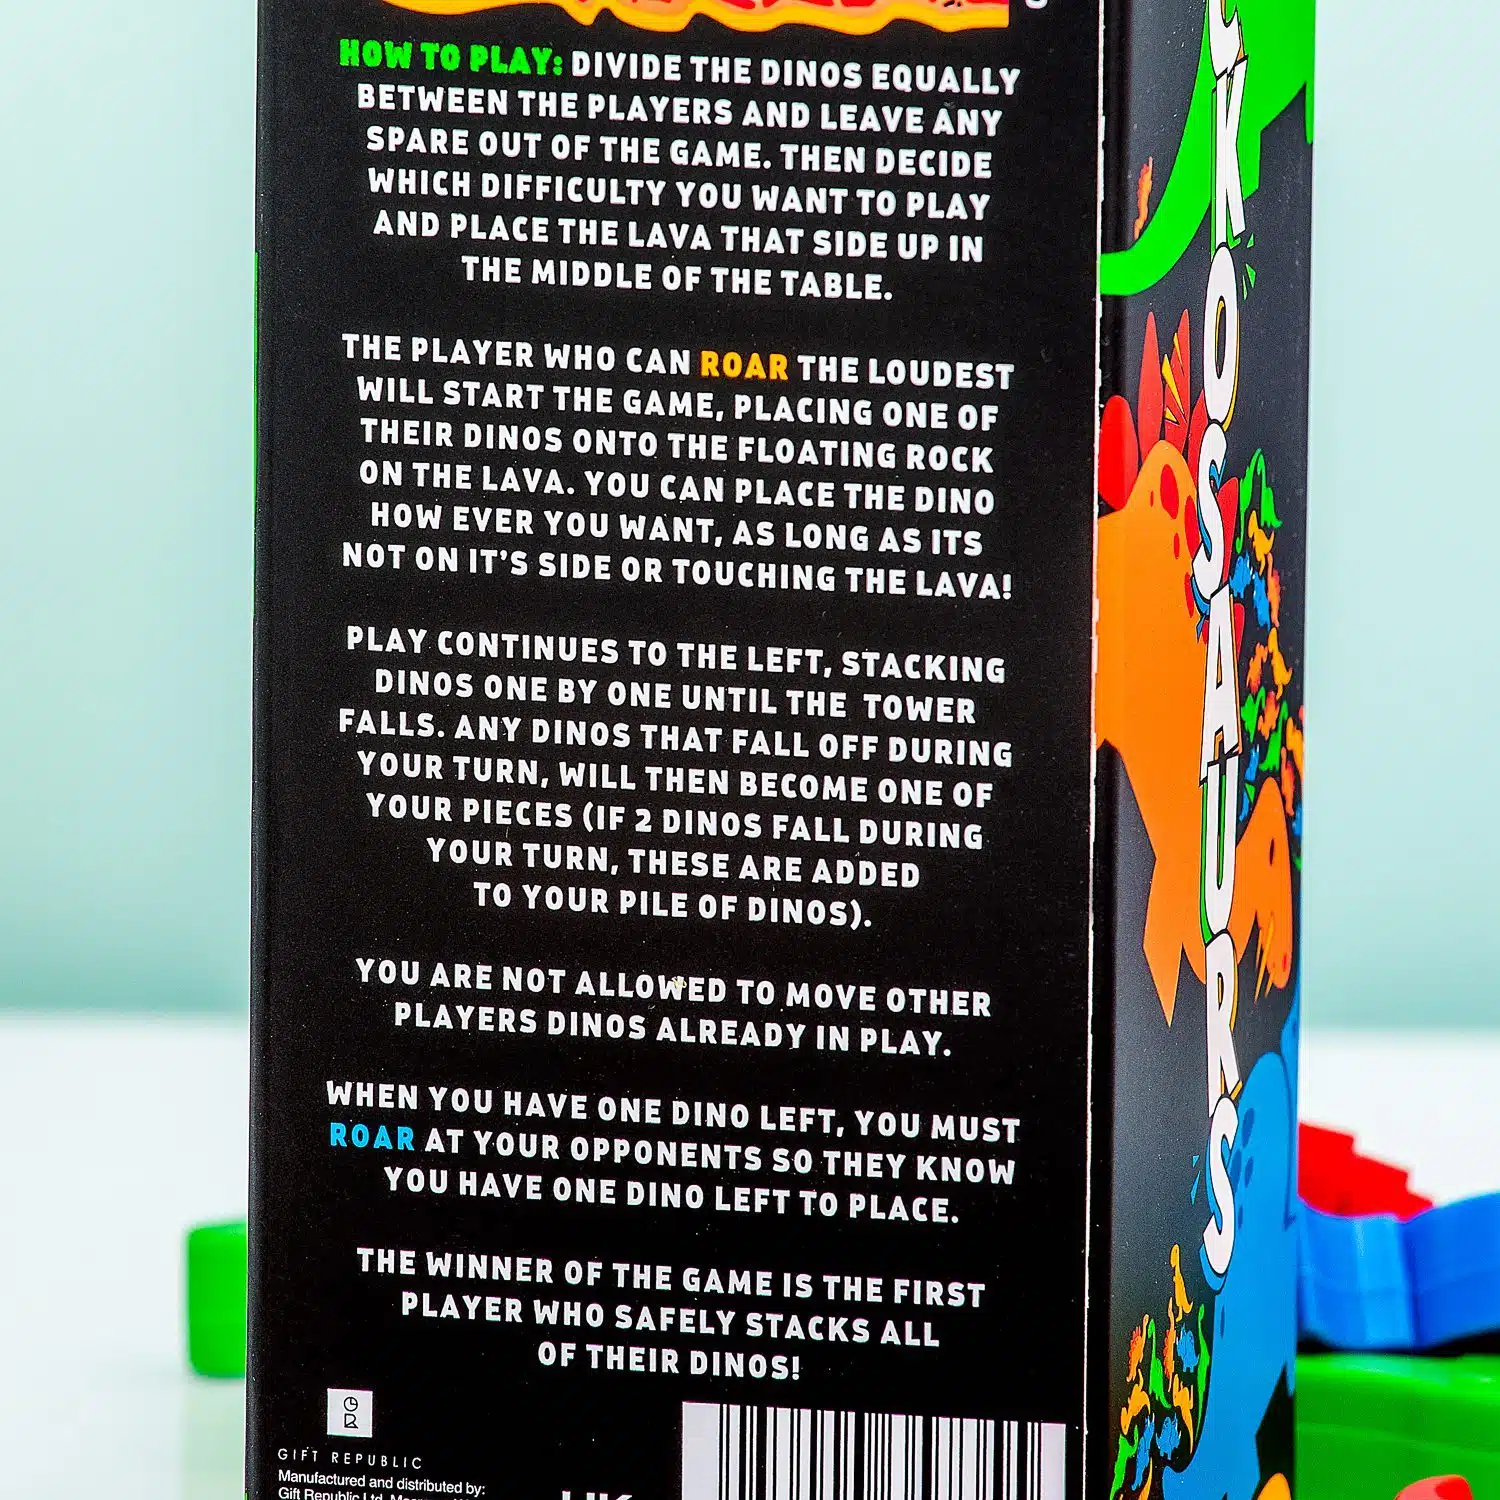 HOW TO PLAY: DIVIDE THE DINOS EQUALLY
BETWEEN THE PLAYERS AND LEAVE ANY
SPARE OUT OF THE GAME. THEN DECIDE
WHICH DIFFICULTY YOU WANT TO PLAY
AND PLACE THE LAVA THAT SIDE UP IN
THE MIDDLE OF THE TABLE.
THE PLAYER WHO CAN ROAR THE LOUDEST
WILL START THE GAME, PLACING ONE OF
THEIR DINOS ONTO THE FLOATING ROCK
ON THE LAVA. YOU CAN PLACE THE DINO
HOW EVER YOU WANT, AS LONG AS ITS
NOT ON IT'S SIDE OR TOUCHING THE LAVA!
PLAY CONTINUES TO THE LEFT, STACKING
DINOS ONE BY ONE UNTIL THE TOWER
FALLS. ANY DINOS THAT FALL OFF DURING
YOUR TURN, WILL THEN BECOME ONE OF
YOUR PIECES (IF 2 DINOS FALL DURING
YOUR TURN, THESE ARE ADDED
TO YOUR PILE OF DINOS).
YOU ARE NOT ALLOWED TO MOVE OTHER
PLAYERS DINOS ALREADY IN PLAY.
WHEN YOU HAVE ONE DINO LEFT, YOU MUST
ROAR AT YOUR OPPONENTS SO THEY KNOW
YOU HAVE ONE DINO LEFT TO PLACE.
THE WINNER OF THE GAME IS THE FIRST
PLAYER WHO SAFELY STACKS ALL
OF THEIR DINOS!
GIFT REPUBLIC
Manufactured and distributed by:
Gift Republic Ltd,
CKOSAURS